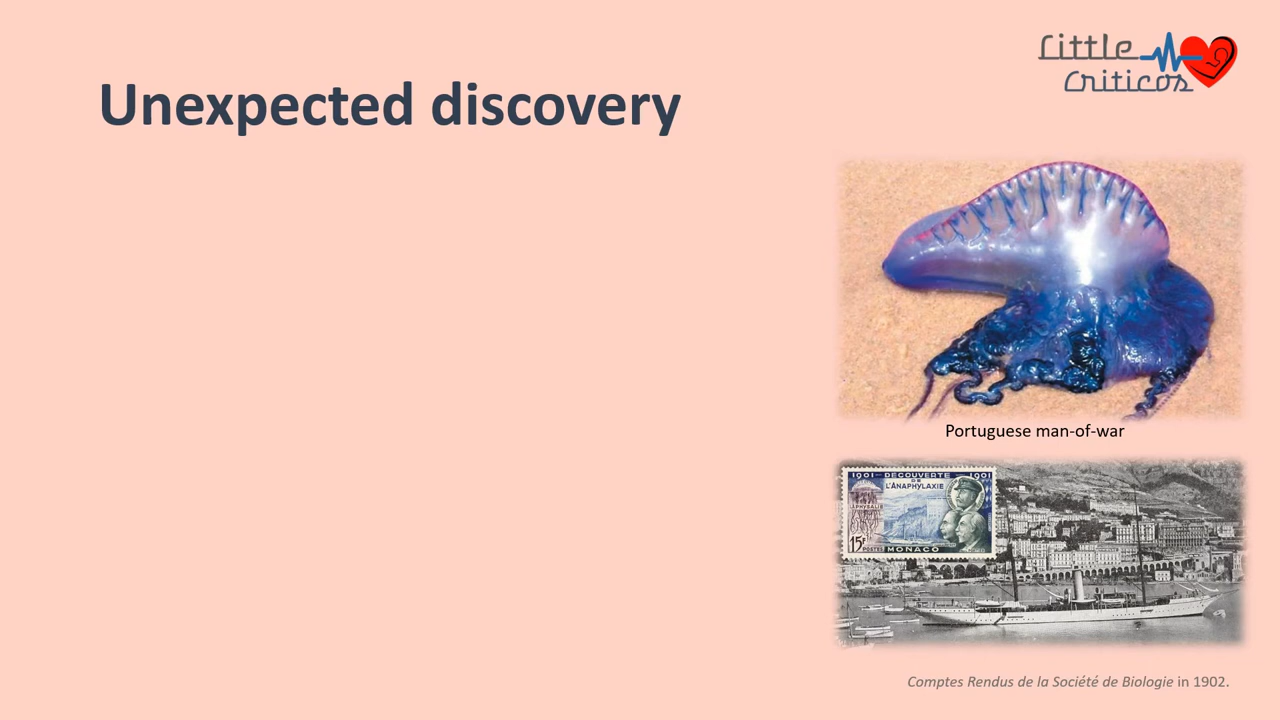 Little
Criticos
Unexpected discovery
Portuguese man-of-war
1901 DECOUVERTE 1901
DE
L'ANAPHYLAXIE
PHYSALIE
15F
POSTES
MONACO
Comptes Rendus de la Société de Biologie in 1902.